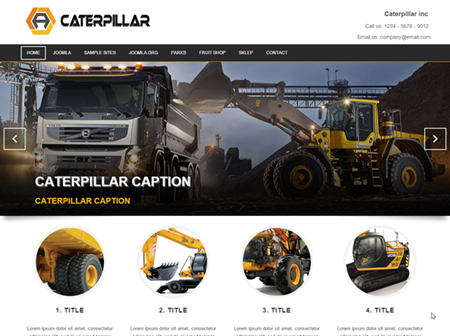 CATERPILLAR
Caterpillar inc
Call us: 1234 - 5678 - 9012
Email us: company@email.com
HOME JOOMLA SAMPLE SITES JOOMLA.ORG PARKS FRUIT SHOP SKLEP CONTACT
VOLVO
CATERPILLAR CAPTION
CATERPILLAR CAPTION
1. TITLE 2. TITLE 3. TITLE 4. TITLE
Lorem ipsum dolor sit amet, consectetur Lorem ipsum dolor sit amet, consectetur Lorem ipsum dolor sit amet, consectetur Lorem ipsum dolor sit amet, consectetur